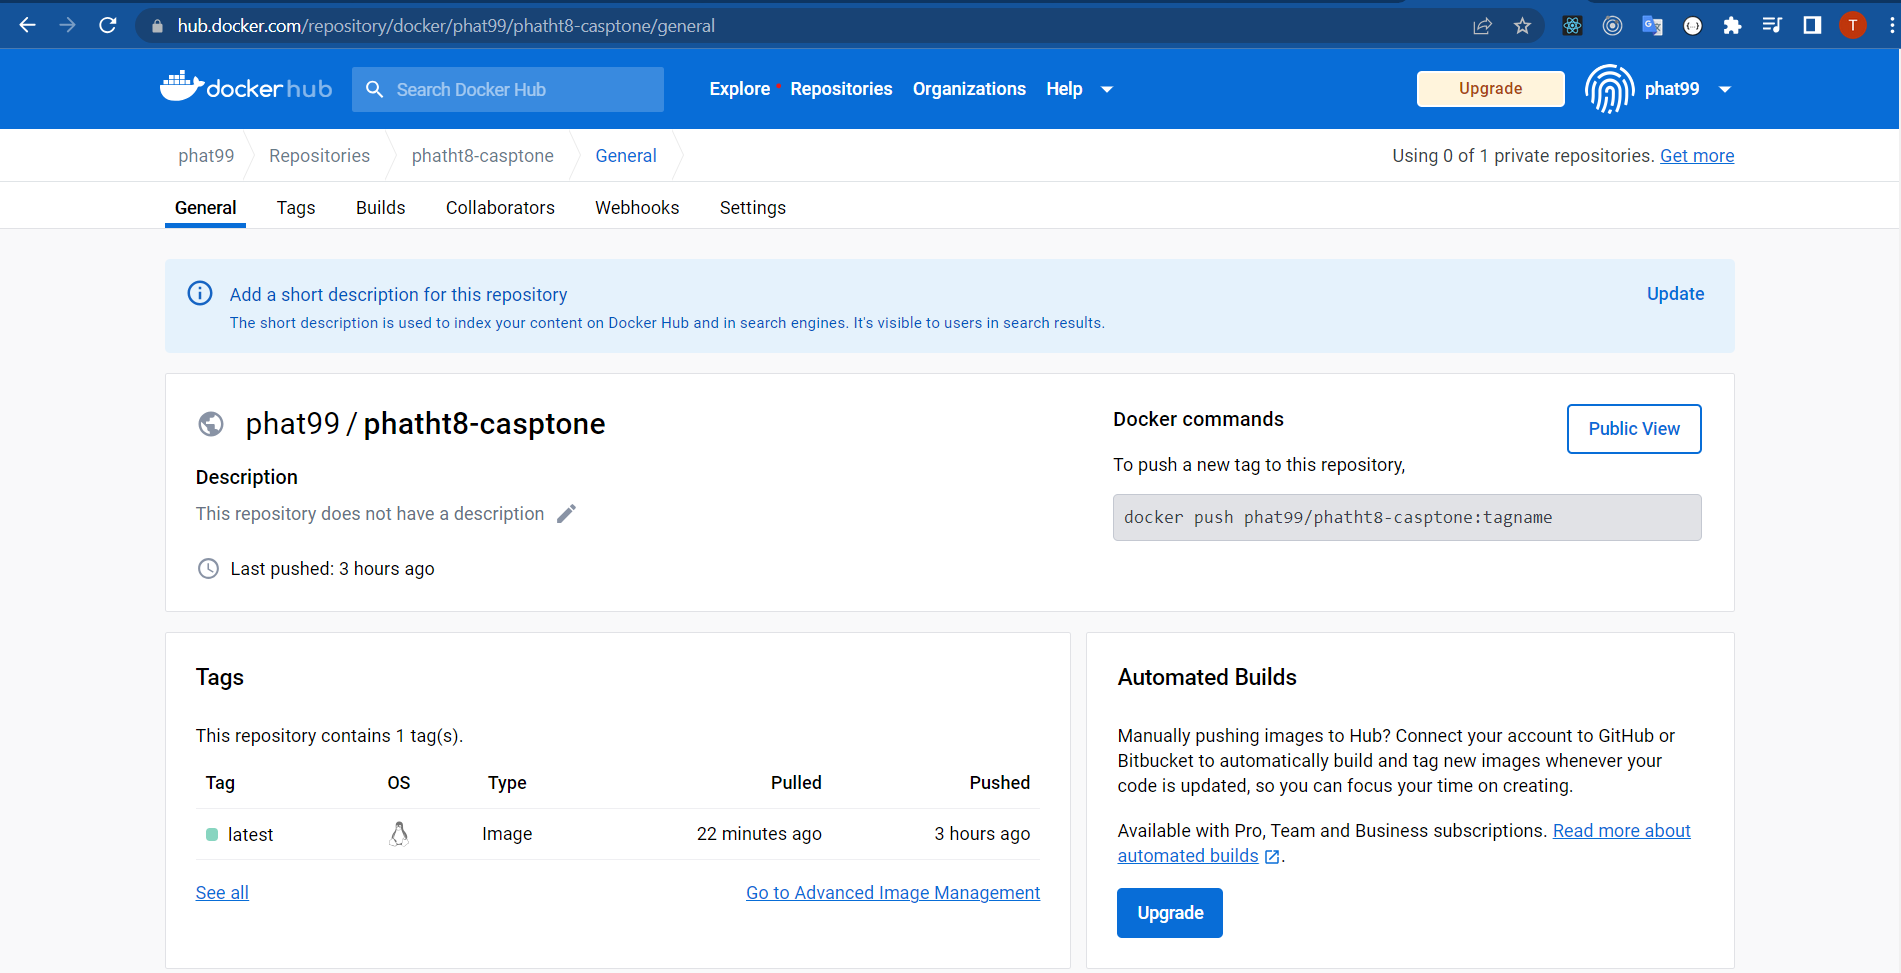 hub.docker.com/repository/docker/phat99/phatht8-casptone/general
T
docker hub
Search Docker Hub
Explore
Repositories
Organizations
Help
Upgrade
phat99
phat99
Repositories
phatht8-casptone
General
Using 0 of 1 private repositories. Get more
General
Tags
Builds
Collaborators
Webhooks
Settings
Add a short description for this repository
Update
The short description is used to index your content on Docker Hub and in search engines. It's visible to users in search results.
phat99 / phatht8-casptone
Description
This repository does not have a description
Last pushed: 3 hours ago
Docker commands
Public View
To push a new tag to this repository,
docker push phat99/phatht8-casptone:tagname
Tags
This repository contains 1 tag(s).
Tag OS Type Pulled Pushed
latest Image 22 minutes ago 3 hours ago
See all
Go to Advanced Image Management
Automated Builds
Manually pushing images to Hub? Connect your account to GitHub or
Bitbucket to automatically build and tag new images whenever your
code is updated, so you can focus your time on creating.
Available with Pro, Team and Business subscriptions. Read more about
automated builds .
Upgrade